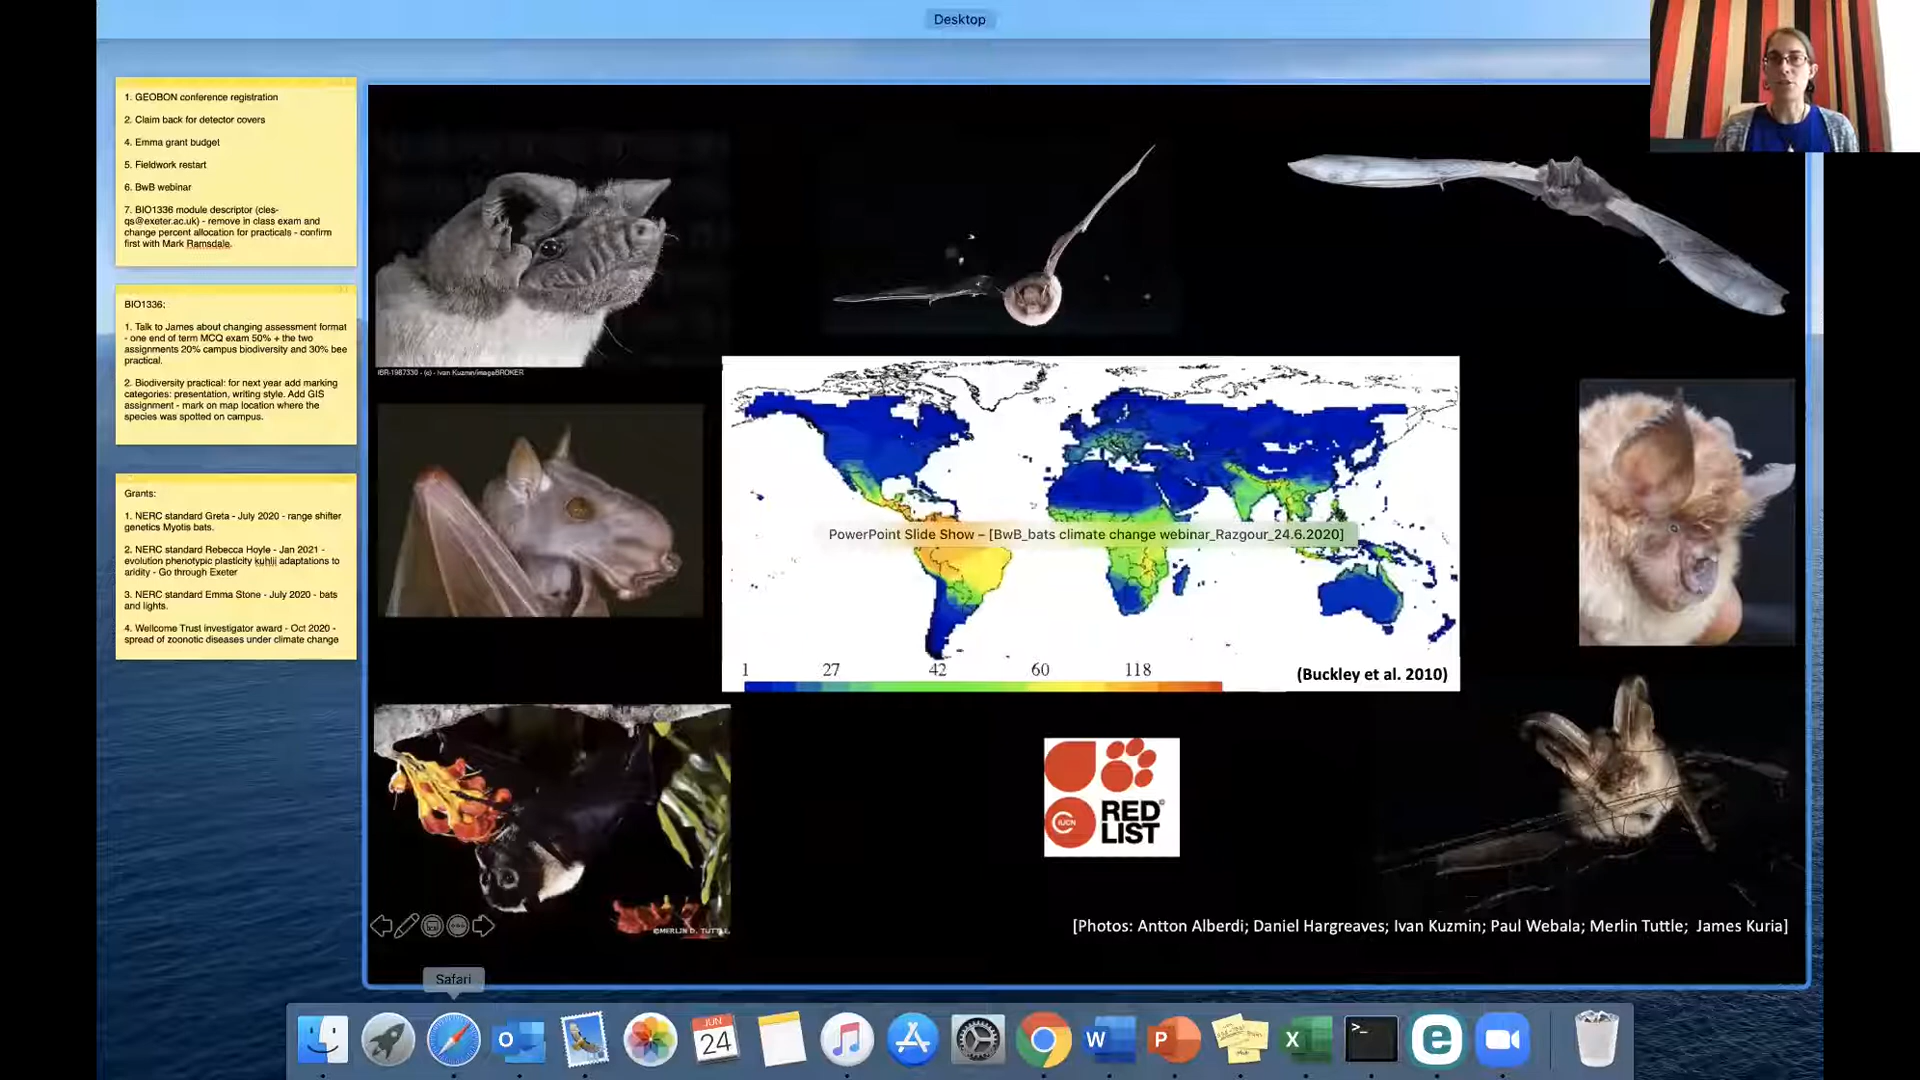 Desktop
1. GEOBON conference registration
2. Claim back for detector covers
4. Emma grant budget
5. Fieldwork restart
6. BwB webinar
7. BIO1336 module descriptor (cles-
qs@exeter.ac.uk) - remove in class exam and
change percent allocation for practicals - confirm
first with Mark Ramsdale.
BIO1336:
1. Talk to James about changing assessment format
- one end of term MCQ exam 50% + the two
assignments 20% campus biodiversity and 30% bee
practical.
2. Biodiversity practical: for next year add marking
categories: presentation, writing style. Add GIS
assignment - mark on map location where the
species was spotted on campus.
Grants:
1. NERC standard Greta - July 2020 - range shifter
genetics Myotis bats.
2. NERC standard Rebecca Hoyle - Jan 2021 -
evolution phenotypic plasticity kuhlii adaptations to
aridity - Go through Exeter
3. NERC standard Emma Stone - July 2020 - bats
and lights.
4. Wellcome Trust investigator award - Oct 2020 -
spread of zoonotic diseases under climate change
IBR-1987330 - (c) - Ivan Kuzmin/imageBROKER
PowerPoint Slide Show – [BwB_bats climate change webinar_Razgour_24.6.2020]
1 27 42 60 118
(Buckley et al. 2010)
IUCN
RED
LIST
©MERLIN D. TUTTLE
[Photos: Antton Alberdi; Daniel Hargreaves; Ivan Kuzmin; Paul Webala; Merlin Tuttle; James Kuria]
Safari
JUN
24